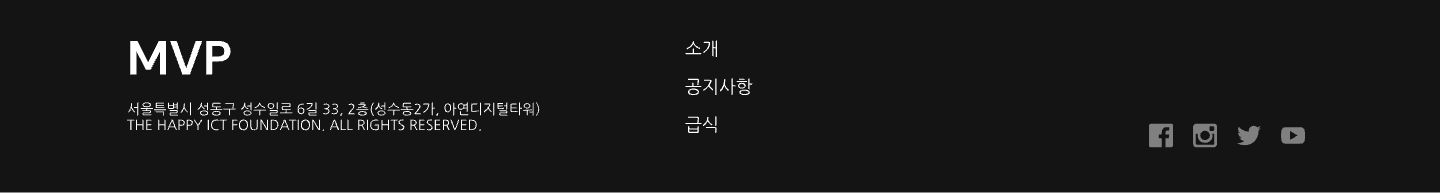 MVP
서울특별시 성동구 성수일로 6길 33, 2층(성수동2가, 아연디지털타워)
THE HAPPY ICT FOUNDATION. ALL RIGHTS RESERVED.
소개
공지사항
급식